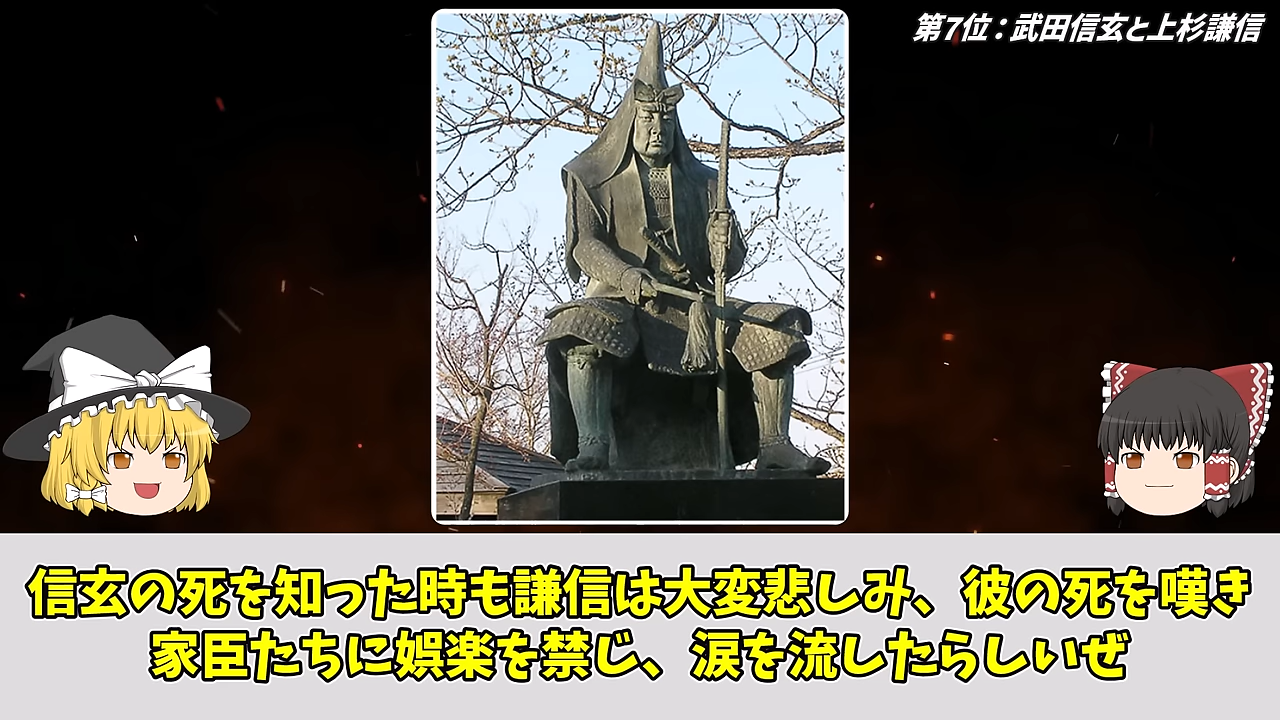 第7位：武田信玄と上杉謙信
信玄の死を知った時も謙信は大変悲しみ、彼の死を嘆き
家臣たちに娯楽を禁じ、涙を流したらしいぜ